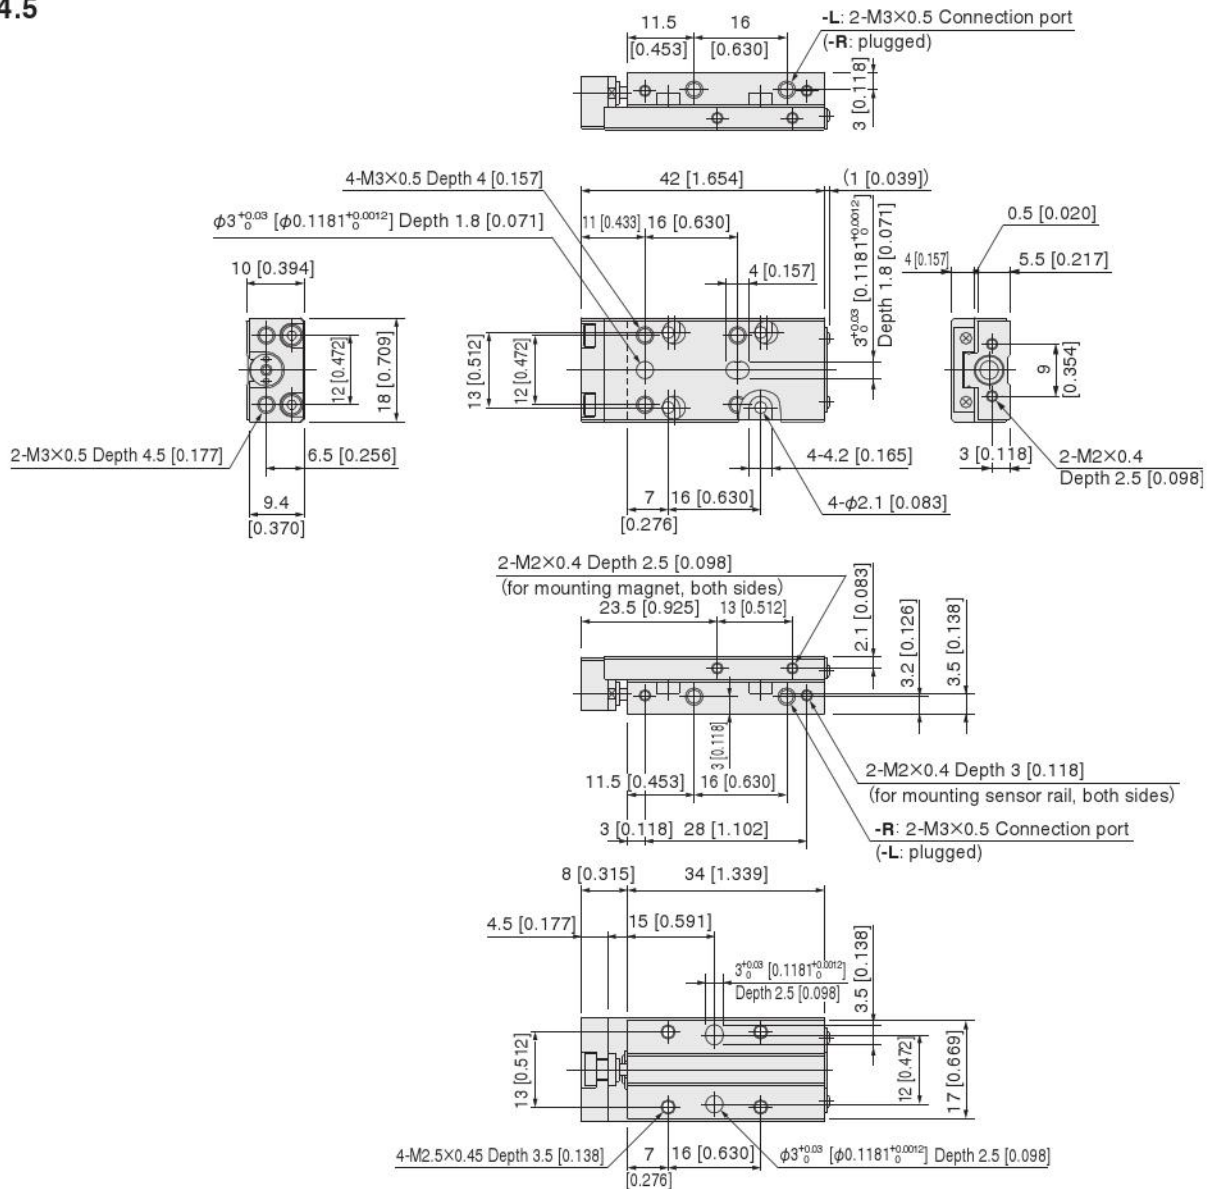 4.5
11.5
16
-L: 2-M3×0.5 Connection port
[0.453]
[0.630]
(-R: plugged)
3 [0.118]
4-M3×0.5 Depth 4 [0.157]
42 [1.654]
(1 [0.039])
φ3 +0.03 0 [φ0.1181 +0.0012 0] Depth 1.8 [0.071]
11 [0.433]
16 [0.630]
3 +0.03 0 [0.1181 +0.0012 0]
Depth 1.8 [0.071]
0.5 [0.020]
10 [0.394]
4 [0.157]
4 [0.157]
5.5 [0.217]
12 [0.472]
18 [0.709]
13 [0.512]
12 [0.472]
9
[0.354]
2-M3×0.5 Depth 4.5 [0.177]
6.5 [0.256]
4-4.2 [0.165]
3 [0.118]
2-M2×0.4
Depth 2.5 [0.098]
9.4
[0.370]
7
16 [0.630]
4-φ2.1 [0.083]
[0.276]
2-M2×0.4 Depth 2.5 [0.098]
(for mounting magnet, both sides)
23.5 [0.925]
13 [0.512]
2.1 [0.083]
3.2 [0.126]
3.5 [0.138]
3 [0.118]
2-M2×0.4 Depth 3 [0.118]
(for mounting sensor rail, both sides)
11.5 [0.453]
16 [0.630]
3 [0.118]
28 [1.102]
-R: 2-M3×0.5 Connection port
(-L: plugged)
8 [0.315]
34 [1.339]
4.5 [0.177]
15 [0.591]
3 +0.03 0 [0.1181 +0.0012 0]
Depth 2.5 [0.098]
3.5 [0.138]
13 [0.512]
12 [0.472]
17 [0.669]
4-M2.5×0.45 Depth 3.5 [0.138]
7
16 [0.630]
φ3 +0.03 0 [φ0.1181 +0.0012 0] Depth 2.5 [0.098]
[0.276]